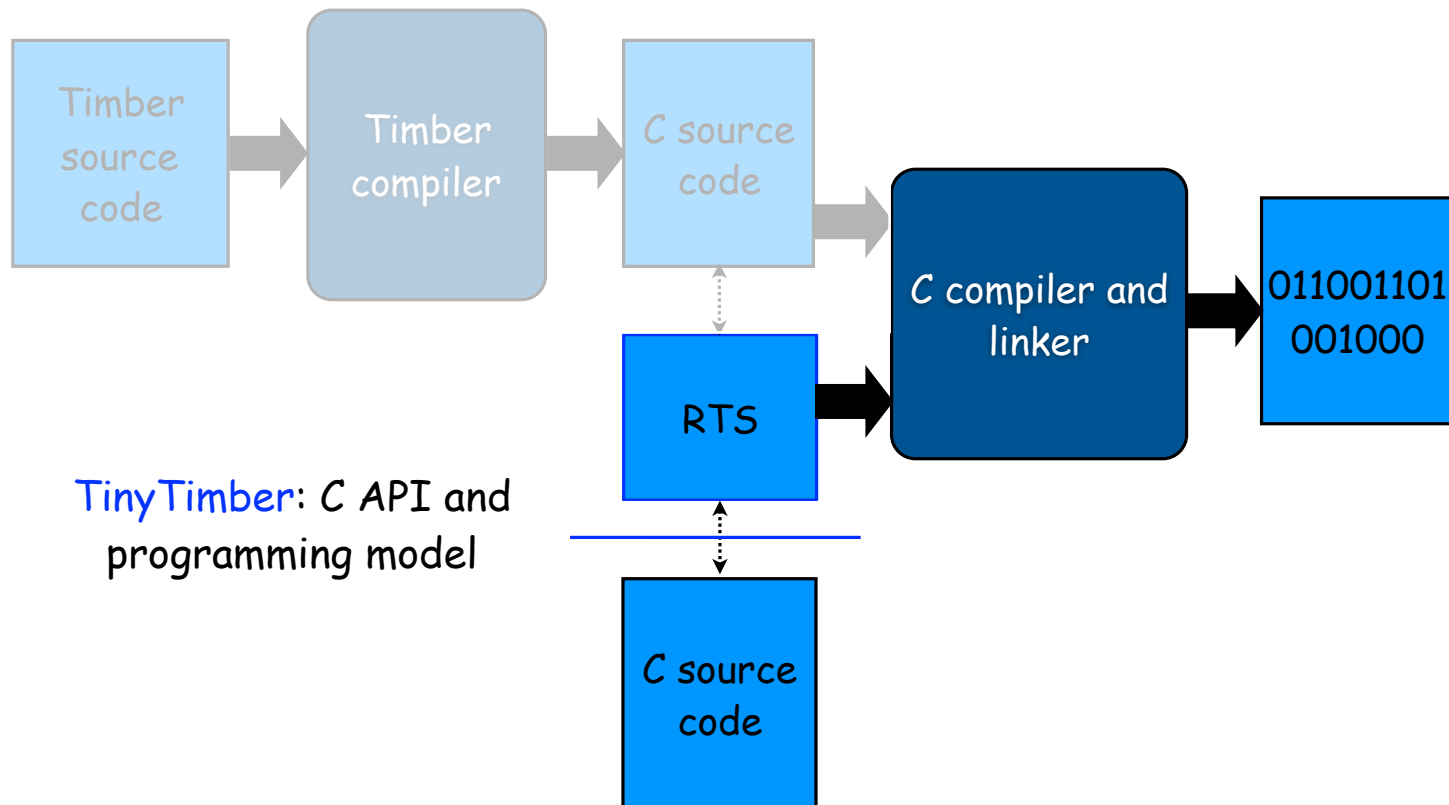 Timber
source
code
Timber
compiler
C source
code
C compiler and
linker
011001101
001000
RTS
TinyTimber: C API and
programming model
C source
code